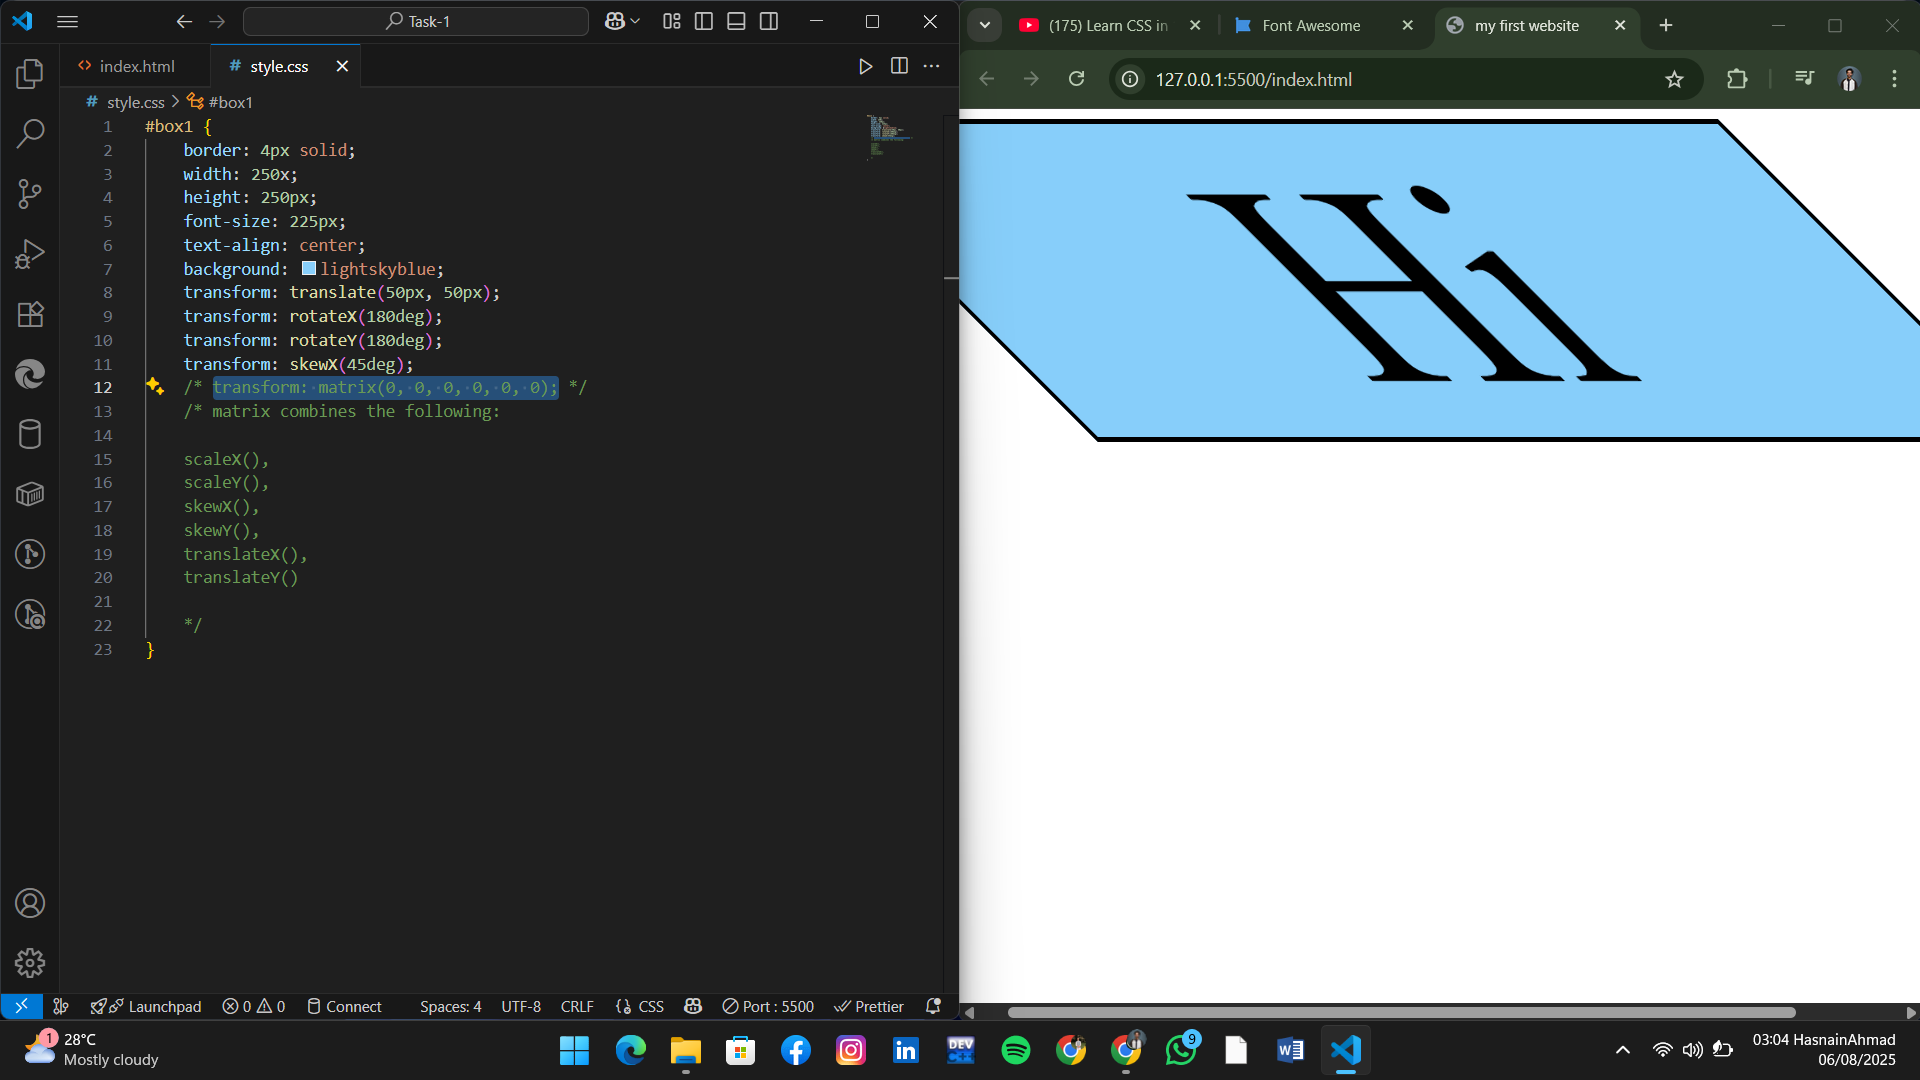 Task-1
index.html
style.css
style.css > #box1
1 #box1 {
2 border: 4px solid;
3 width: 250x;
4 height: 250px;
5 font-size: 225px;
6 text-align: center;
7 background: lightskyblue;
8 transform: translate(50px, 50px);
9 transform: rotateX(180deg);
10 transform: rotateY(180deg);
11 transform: skewX(45deg);
12 /* transform: matrix(0, 0, 0, 0, 0, 0); */
13 /* matrix combines the following:
14
15 scaleX(),
16 scaleY(),
17 skewX(),
18 skewY(),
19 translateX(),
20 translateY()
21
22 */
23 }
Launchpad 0 0 Connect Spaces: 4 UTF-8 CRLF {} CSS Port : 5500 Prettier
(175) Learn CSS in
Font Awesome
my first website
127.0.0.1:5500/index.html
Hi
1
28°C
Mostly cloudy
DEV
C++
9
03:04 HasnainAhmad
06/08/2025